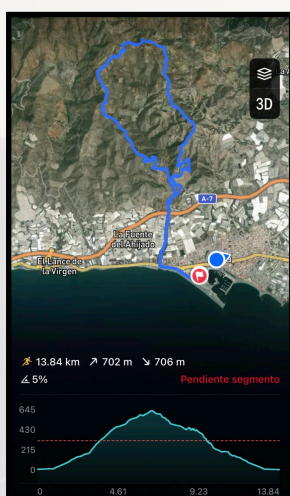 3D
A-7
La Fuente
del Ahijado
El Lance de
la Virgen
13.84 km ↗ 702 m ↘ 706 m
5%
Pendiente segmento
645
430
215
0
0 4.61 9.23 13.84